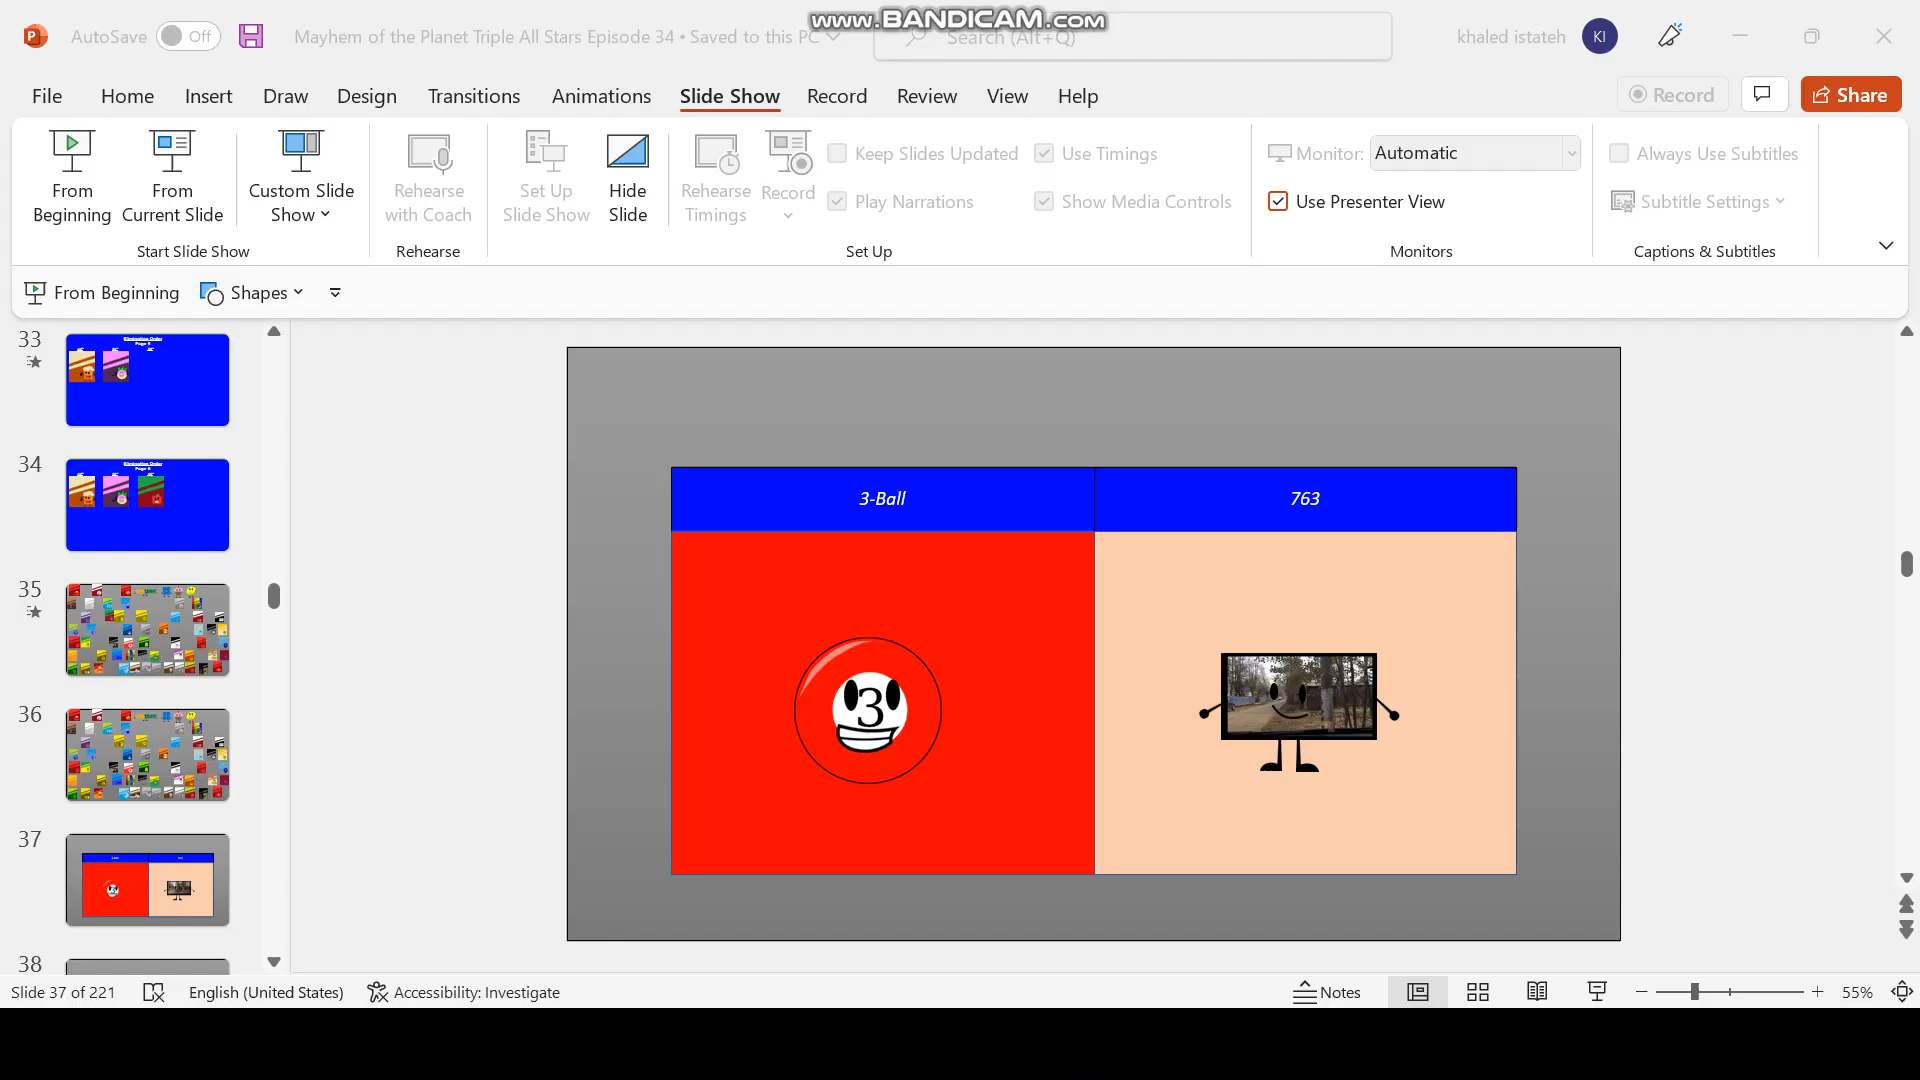 www.BANDICAM.com
AutoSave Off Mayhem of the Planet Triple All Stars Episode 34 • Saved to this PC Search (Alt+Q) khaled istateh KI
File Home Insert Draw Design Transitions Animations Slide Show Record Review View Help Record Share
From Beginning
From Current Slide
Custom Slide Show
Rehearse with Coach
Set Up Slide Show
Hide Slide
Rehearse Timings
Record
Keep Slides Updated
Play Narrations
Use Timings
Show Media Controls
Monitor: Automatic
Use Presenter View
Always Use Subtitles
Subtitle Settings
Start Slide Show Rehearse Set Up Monitors Captions & Subtitles
From Beginning Shapes
33
Elimination Order
34
Elimination Order
35
36
37
38
3-Ball 763
3
Slide 37 of 221 English (United States) Accessibility: Investigate Notes 55%